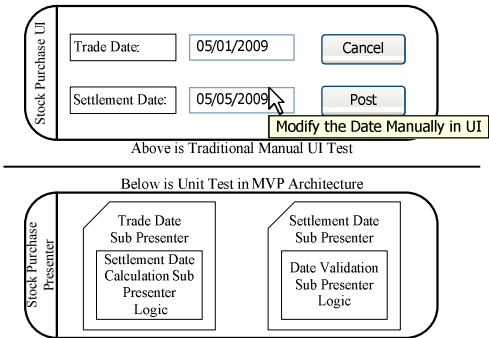 Stock Purchase UI
Trade Date:
05/01/2009
Cancel
Settlement Date:
05/05/2009
Post
Modify the Date Manually in UI
Above is Traditional Manual UI Test
Below is Unit Test in MVP Architecture
Stock Purchase
Presenter
Trade Date
Sub Presenter
Settlement Date
Calculation Sub
Presenter
Logic
Settlement Date
Sub Presenter
Date Validation
Sub Presenter
Logic